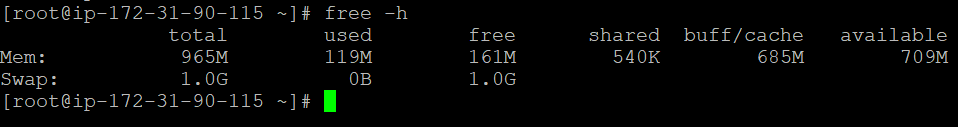 [root@ip-172-31-90-115 ~]# free -h
total used free shared buff/cache available
Mem: 965M 119M 161M 540K 685M 709M
Swap: 1.0G 0B 1.0G
[root@ip-172-31-90-115 ~]#